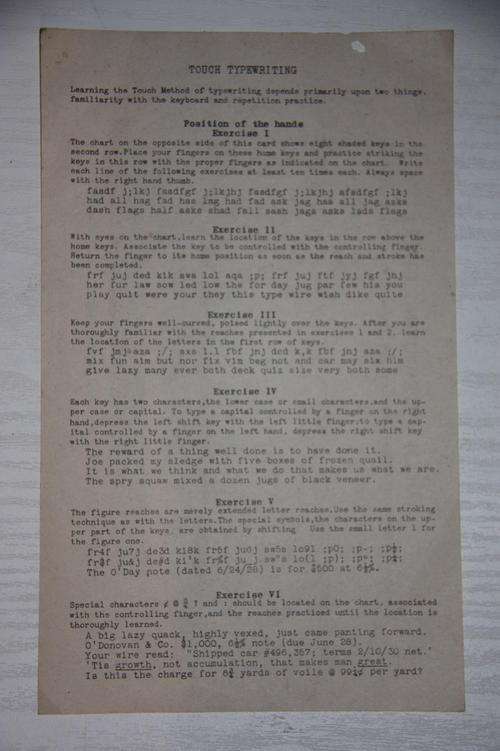 TOUCH TYPEWRITING
Learning the Touch Method of typewriting depends primarily upon two things,
familiarity with the keyboard and repetition practice.
Position of the hands
Exercise I
The chart on the opposite side of this card shows eight shaded keys in the
second row. Place your fingers on these home keys and practice striking the
keys in this row with the proper fingers as indicated on the chart. Write
each line of the following exercises at least ten times each. Always space
with the right hand thumb.
fasdf j;lkj fasdfgf j;lkjhj fasdfgf j;lkjhj afsdfgf ;lkj
had all hag fad has lag had fad ask jag has all jag asks
dash flags half asks shad fall sash jags asks lads flags
Exercise II
With eyes on the chart,learn the location of the keys in the row above the
home keys. Associate the key to be controlled with the controlling finger.
Return the finger to its home position as soon as the reach and stroke has
been completed.
frf juj ded kik sws lol aqa ;p; frf juj ftf jyj fgf jhj
her fur law sow led low the for day jug par few his you
play quit were your they this type wire wish dike quite
Exercise III
Keep your fingers well-curved, poised lightly over the keys. After you are
thoroughly familiar with the reaches presented in exercises 1 and 2, learn
the location of the letters in the first row of keys.
fvf jmj aza ;/; sxs l.l fbf jnj dcd k,k fbf jnj aza ;/;
mix fun aim but nor fix vim beg not and car may six him
give lazy many ever both deck quiz size very both some
Exercise IV
Each key has two characters,the lower case or small characters,and the up-
per case or capital. To type a capital controlled by a finger on the right
hand,depress the left shift key with the left little finger;to type a cap-
ital controlled by a finger on the left hand, depress the right shift key
with the right little finger.
The reward of a thing well done is to have done it.
Joe packed my sledge with five boxes of frozen quail.
It is what we think and what we do that makes us what we are.
The spry squaw mixed a dozen jugs of black veneer.
Exercise V
The figure reaches are merely extended letter reaches.Use the same stroking
technique as with the letters.The special symbols,the characters on the up-
per part of the keys, are obtained by shifting. Use the small letter l for
the figure one.
fr4f ju7j de3d ki8k fr5f ju6j sw2s lo9l ;p0; ;p-; ;p½;
fr$f ju&j de#d ki'k fr%f sw"s lo(l ;p);
The O'Day note (dated 6/24/28) is for $500 at 6½%.
Exercise VI
Special characters ¢ @ ! and : should be located on the chart, associated
with the controlling finger,and the reaches practiced until the location is
thoroughly learned.
A big lazy quack, highly vexed, just came panting forward.
O'Donovan & Co. $1,000, 6½% note (due June 28).
Your wire read: "Shipped car #496,357; terms 2/10/30 net."
'Tis growth, not accumulation, that makes man great.
Is this the charge for yards of voile @ per yard?